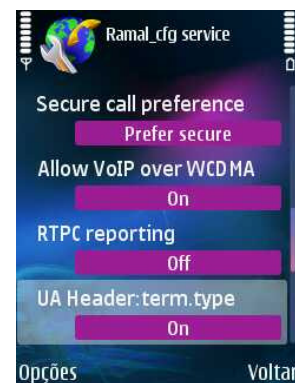 Ramal_cfg service
Secure call preference
Prefer secure
Allow VoIP over WCDMA
On
RTPC reporting
Off
UA Header:term.type
On
Opções Voltar